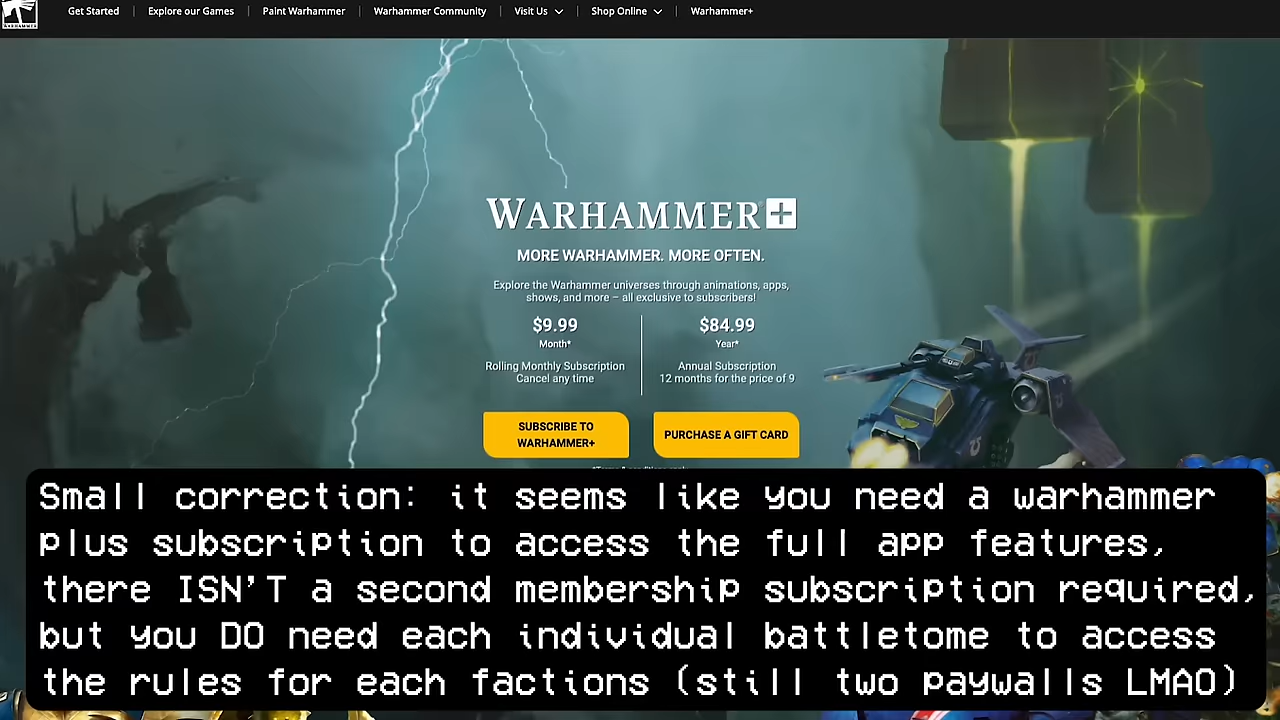 WARHAMMER
Get Started
Explore our Games
Paint Warhammer
Warhammer Community
Visit Us
Shop Online
Warhammer+
WARHAMMER+
MORE WARHAMMER. MORE OFTEN.
Explore the Warhammer universes through animations, apps,
shows, and more – all exclusive to subscribers!
$9.99
Month*
Rolling Monthly Subscription
Cancel any time
$84.99
Year*
Annual Subscription
12 months for the price of 9
SUBSCRIBE TO
WARHAMMER+
PURCHASE A GIFT CARD
Small correction: it seems like you need a warhammer
plus subscription to access the full app features,
there ISN'T a second membership subscription required,
but you DO need each individual battletome to access
the rules for each factions (still two paywalls LMAO)